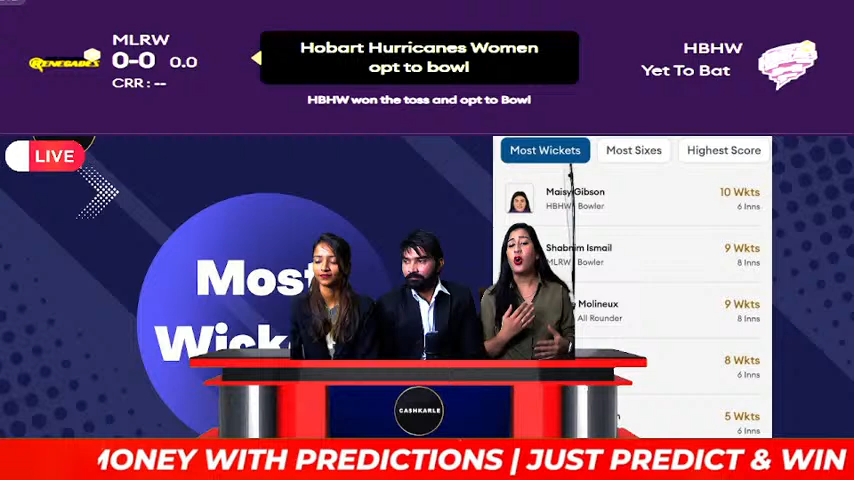 MLRW
0-0 0.0
CRR : --
RENEGADES
Hobart Hurricanes Women
opt to bowl
HBHW won the toss and opt to Bowl
HBHW
Yet To Bat
LIVE
Most
Wick
Most Wickets
Most Sixes
Highest Score
Maisy Gibson
10 Wkts
HBHW Bowler
6 Inns
Shabnim Ismail
9 Wkts
MLRW Bowler
8 Inns
Molineux
9 Wkts
All Rounder
8 Inns
8 Wkts
6 Inns
5 Wkts
6 Inns
CASHKARLE
MONEY WITH PREDICTIONS | JUST PREDICT & WIN